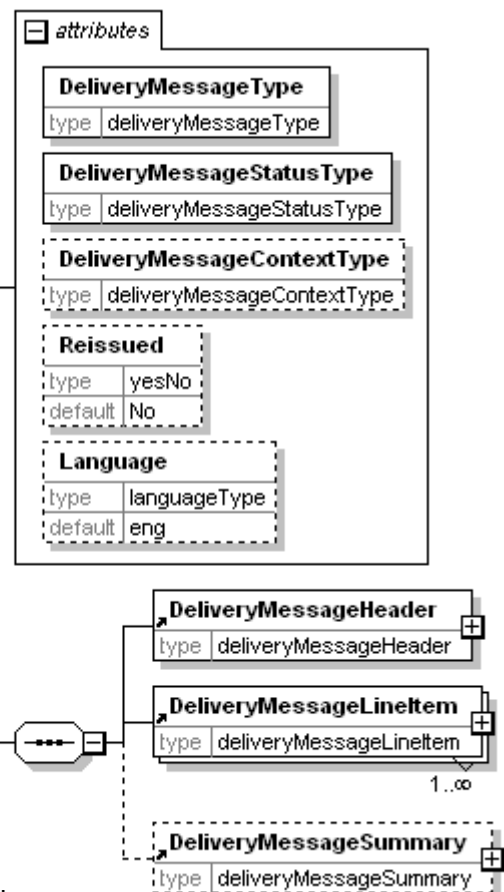 attributes
DeliveryMessageType
type deliveryMessageType
DeliveryMessageStatusType
type deliveryMessageStatusType
DeliveryMessageContextType
type deliveryMessageContextType
Reissued
type yesNo
default No
Language
type languageType
default eng
DeliveryMessageHeader
type deliveryMessageHeader
DeliveryMessageLineItem
type deliveryMessageLineItem
1..∞
DeliveryMessageSummary
type deliveryMessageSummary